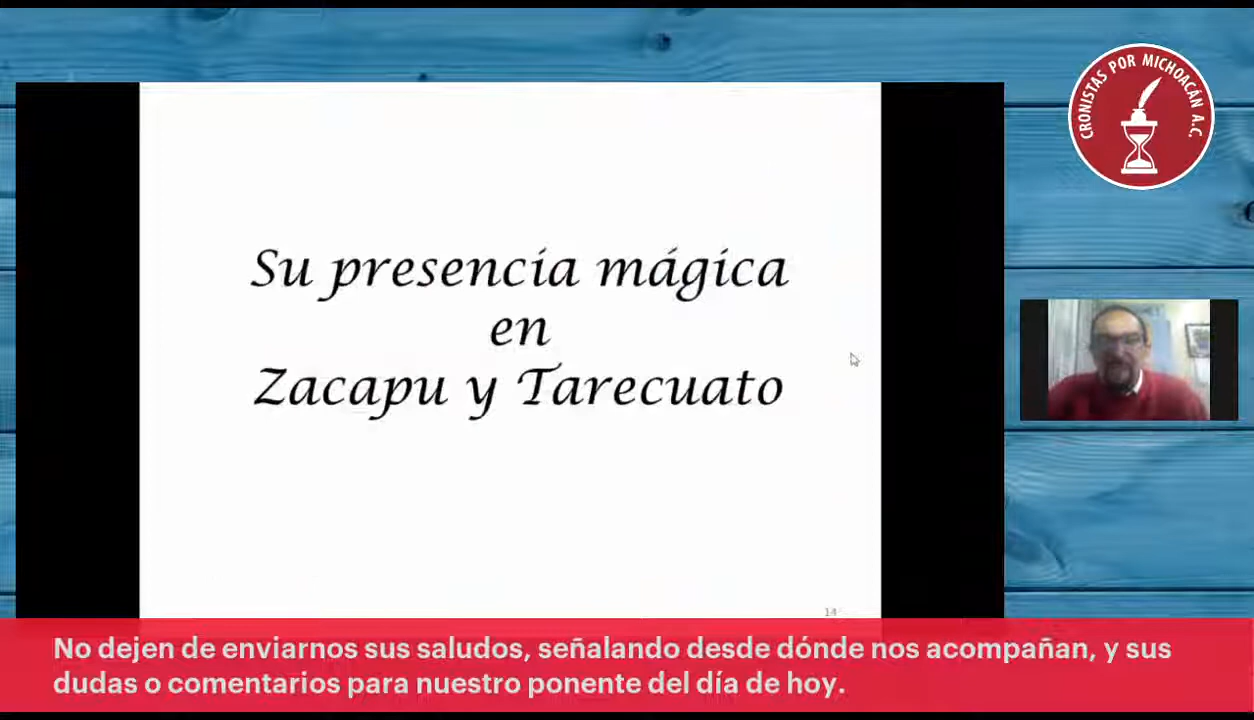 CRONISTAS POR MICHOACÁN A.C.
Su presencia mágica
en
Zacapu y Tarecuato
14
No dejen de enviarnos sus saludos, señalando desde dónde nos acompañan, y sus
dudas o comentarios para nuestro ponente del día de hoy.